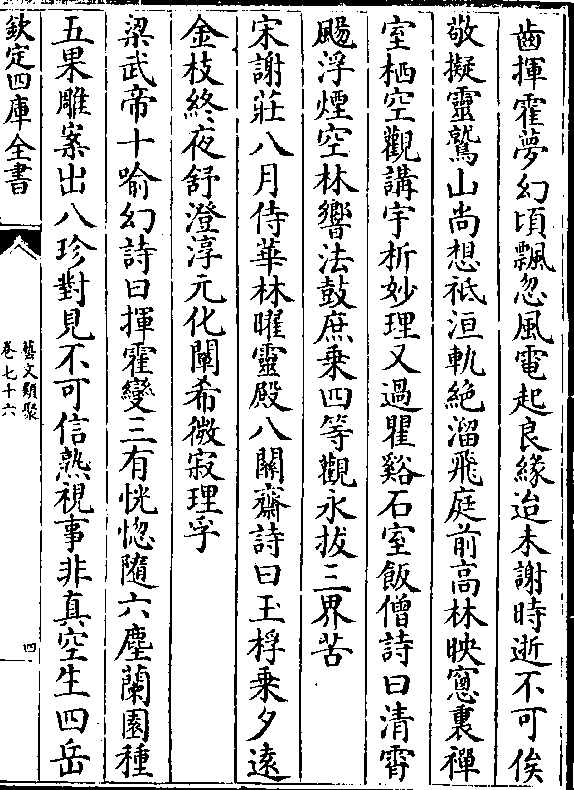 齒揮霍夢幻頃飄忽風電起良緣迨未謝時逝不可俟
敬擬靈鷲山尚想祇洹軌絶溜飛庭前高林映窻裏禪
室栖空觀講宇析妙理又過瞿谿石室飯僧詩曰清霄
颺浮煙空林響法鼓庶乗四等觀永拔三界苦
宋謝莊八月侍華林曜靈殿八關齋詩曰玉桴乗夕逺
金枝終夜舒澄淳元化闡希微寂理孚
梁武帝十喻幻詩曰揮霍變三有恍惚隨六塵蘭園種
五果雕案出八珍對見不可信熟視事非真空生四岳
欽定四庫全書
藝文類聚
卷七十六
四